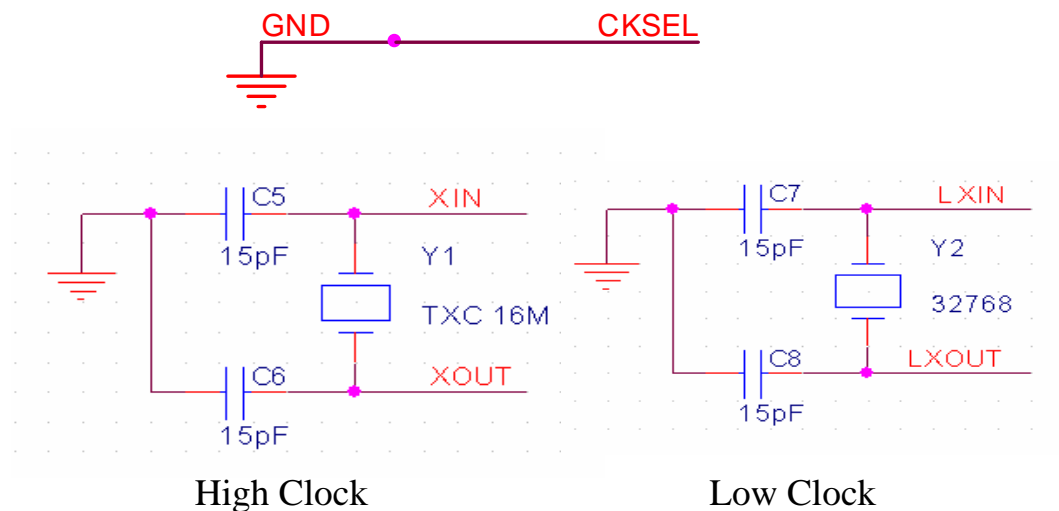 GND CKSEL
C5 XIN
15pF Y1
TXC 16M
C6 XOUT
15pF
High Clock
C7 LXIN
15pF Y2
32768
C8 LXOUT
15pF
Low Clock